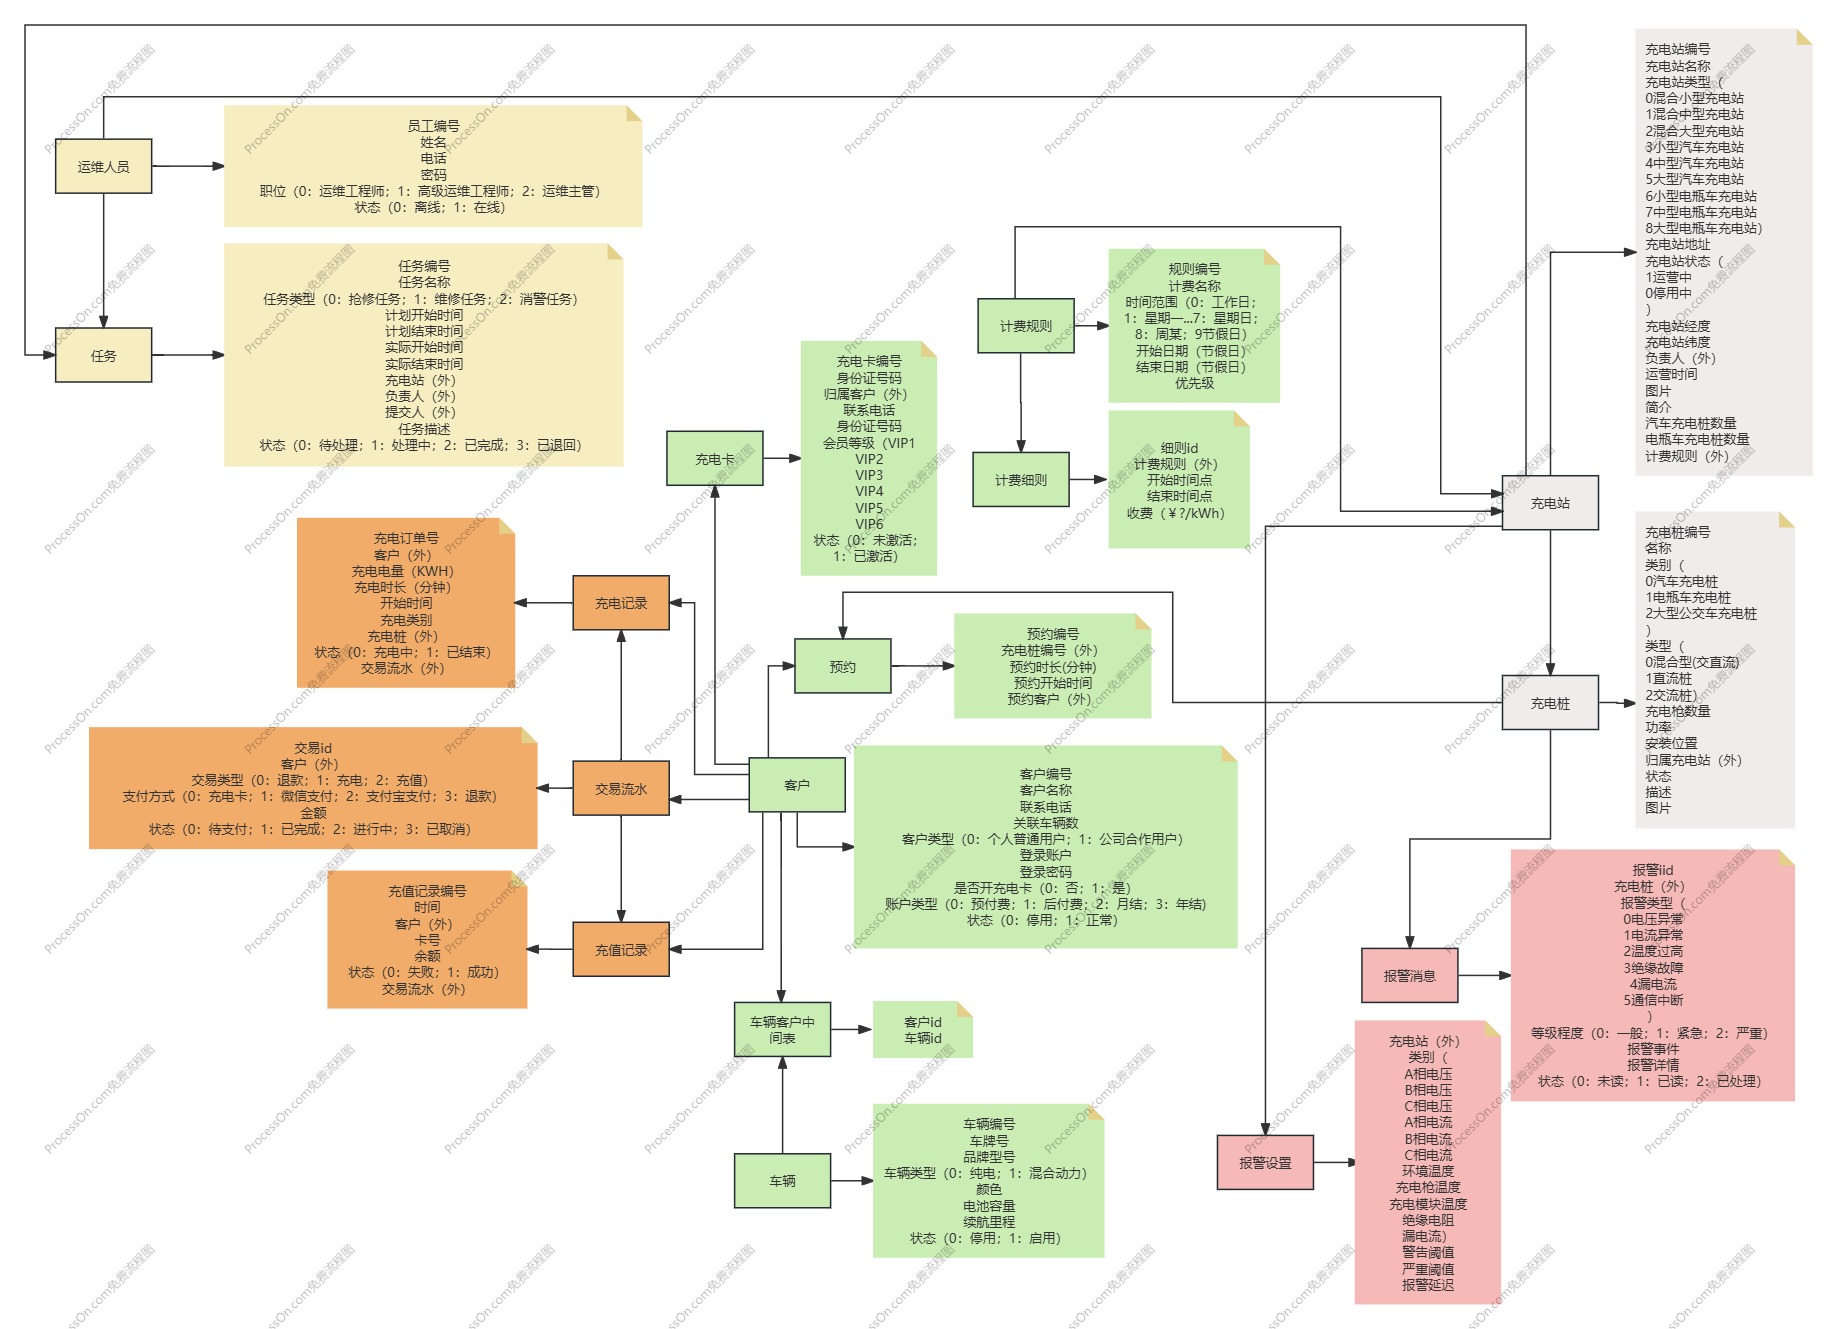 运维人员
员工编号
姓名
电话
密码
职位（0：运维工程师；1：高级运维工程师；2：运维主管）
状态（0：离线；1：在线）
任务
任务编号
任务名称
任务类型（0：抢修任务；1：维修任务；2：消警任务）
计划开始时间
计划结束时间
实际开始时间
实际结束时间
充电站（外）
负责人（外）
提交人（外）
任务描述
状态（0：待处理；1：处理中；2：已完成；3：已退回）
计费规则
规则编号
计费名称
时间范围（0：工作日；
1：星期一...7：星期日；
8：周某；9节假日）
开始日期（节假日）
结束日期（节假日）
优先级
计费细则
细则id
计费规则（外）
开始时间点
结束时间点
收费（￥?/kWh）
充电卡
充电卡编号
身份证号码
归属客户（外）
联系电话
身份证号码
会员等级（VIP1
VIP2
VIP3
VIP4
VIP5
VIP6
状态（0：未激活；
1：已激活）
充电站
充电站编号
充电站名称
充电站类型（
0混合小型充电站
1混合中型充电站
2混合大型充电站
3小型汽车充电站
4中型汽车充电站
5大型汽车充电站
6小型电瓶车充电站
7中型电瓶车充电站
8大型电瓶车充电站）
充电站地址
充电站状态（
1运营中
0停用中
）
充电站经度
充电站纬度
负责人（外）
运营时间
图片
简介
汽车充电桩数量
电瓶车充电桩数量
计费规则（外）
充电桩
充电桩编号
名称
类别（
0汽车充电桩
1电瓶车充电桩
2大型公交车充电桩
）
类型（
0混合型(交直流)
1直流桩
2交流桩）
充电枪数量
功率
安装位置
归属充电站（外）
状态
描述
图片
充电记录
充电订单号
客户（外）
充电电量（KWH）
充电时长（分钟）
开始时间
充电类别
充电桩（外）
状态（0：充电中；1：已结束）
交易流水（外）
预约
预约编号
充电桩编号（外）
预约时长(分钟)
预约开始时间
预约客户（外）
交易流水
交易id
客户（外）
交易类型（0：退款；1：充电；2：充值）
支付方式（0：充电卡；1：微信支付；2：支付宝支付；3：退款）
金额
状态（0：待支付；1：已完成；2：进行中；3：已取消）
客户
客户编号
客户名称
联系电话
关联车辆数
客户类型（0：个人普通用户；1：公司合作用户）
登录账户
登录密码
是否开充电卡（0：否；1：是）
账户类型（0：预付费；1：后付费；2：月结；3：年结）
状态（0：停用；1：正常）
充值记录
充值记录编号
时间
客户（外）
卡号
余额
状态（0：失败；1：成功）
交易流水（外）
车辆客户中
间表
客户id
车辆id
车辆
车辆编号
车牌号
品牌型号
车辆类型（0：纯电；1：混合动力）
颜色
电池容量
续航里程
状态（0：停用；1：启用）
报警消息
报警iid
充电桩（外）
报警类型（
0电压异常
1电流异常
2温度过高
3绝缘故障
4漏电流
5通信中断
）
等级程度（0：一般；1：紧急；2：严重）
报警事件
报警详情
状态（0：未读；1：已读；2：已处理）
报警设置
充电站（外）
类别（
A相电压
B相电压
C相电压
A相电流
B相电流
C相电流
环境温度
充电枪温度
充电模块温度
绝缘电阻
漏电流）
警告阈值
严重阈值
报警延迟
ProcessOn.com免费流程图